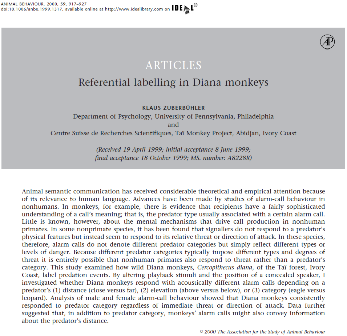 ANIMAL BEHAVIOUR, 2000, 59, 917–927
doi:10.1006/anbe.1999.1317, available online at http://www.idealibrary.com on IDEAL
ARTICLES
Referential labelling in Diana monkeys
KLAUS ZUBERBÜHLER
Department of Psychology, University of Pennsylvania, Philadelphia
and
Centre Suisse de Recherches Scientifiques, Taï Monkey Project, Abidjan, Ivory Coast
(Received 19 April 1999; initial acceptance 8 June 1999;
final acceptance 18 October 1999; MS. number: A8228R)
Animal semantic communication has received considerable theoretical and empirical attention because
of its relevance to human language. Advances have been made by studies of alarm-call behaviour in
nonhumans. In monkeys, for example, there is evidence that recipients have a fairly sophisticated
understanding of a call's meaning; that is, the predator type usually associated with a certain alarm call.
Little is known, however, about the mental mechanisms that drive call production in nonhuman
primates. In some nonprimate species, it has been found that signallers do not respond to a predator's
physical features but instead seem to respond to its relative threat or direction of attack. In these species,
therefore, alarm calls do not denote different predator categories but simply reflect different types or
levels of danger. Because different predator categories typically impose different types and degrees of
threat it is entirely possible that nonhuman primates also respond to threat rather than a predator's
category. This study examined how wild Diana monkeys, Cercopithecus diana, of the Taï forest, Ivory
Coast, label predation events. By altering playback stimuli and the position of a concealed speaker, I
investigated whether Diana monkeys respond with acoustically different alarm calls depending on a
predator's (1) distance (close versus far), (2) elevation (above versus below), or (3) category (eagle versus
leopard). Analysis of male and female alarm-call behaviour showed that Diana monkeys consistently
responded to predator category regardless of immediate threat or direction of attack. Data further
suggested that, in addition to predator category, monkeys' alarm calls might also convey information
about the predator's distance.
© 2000 The Association for the Study of Animal Behaviour